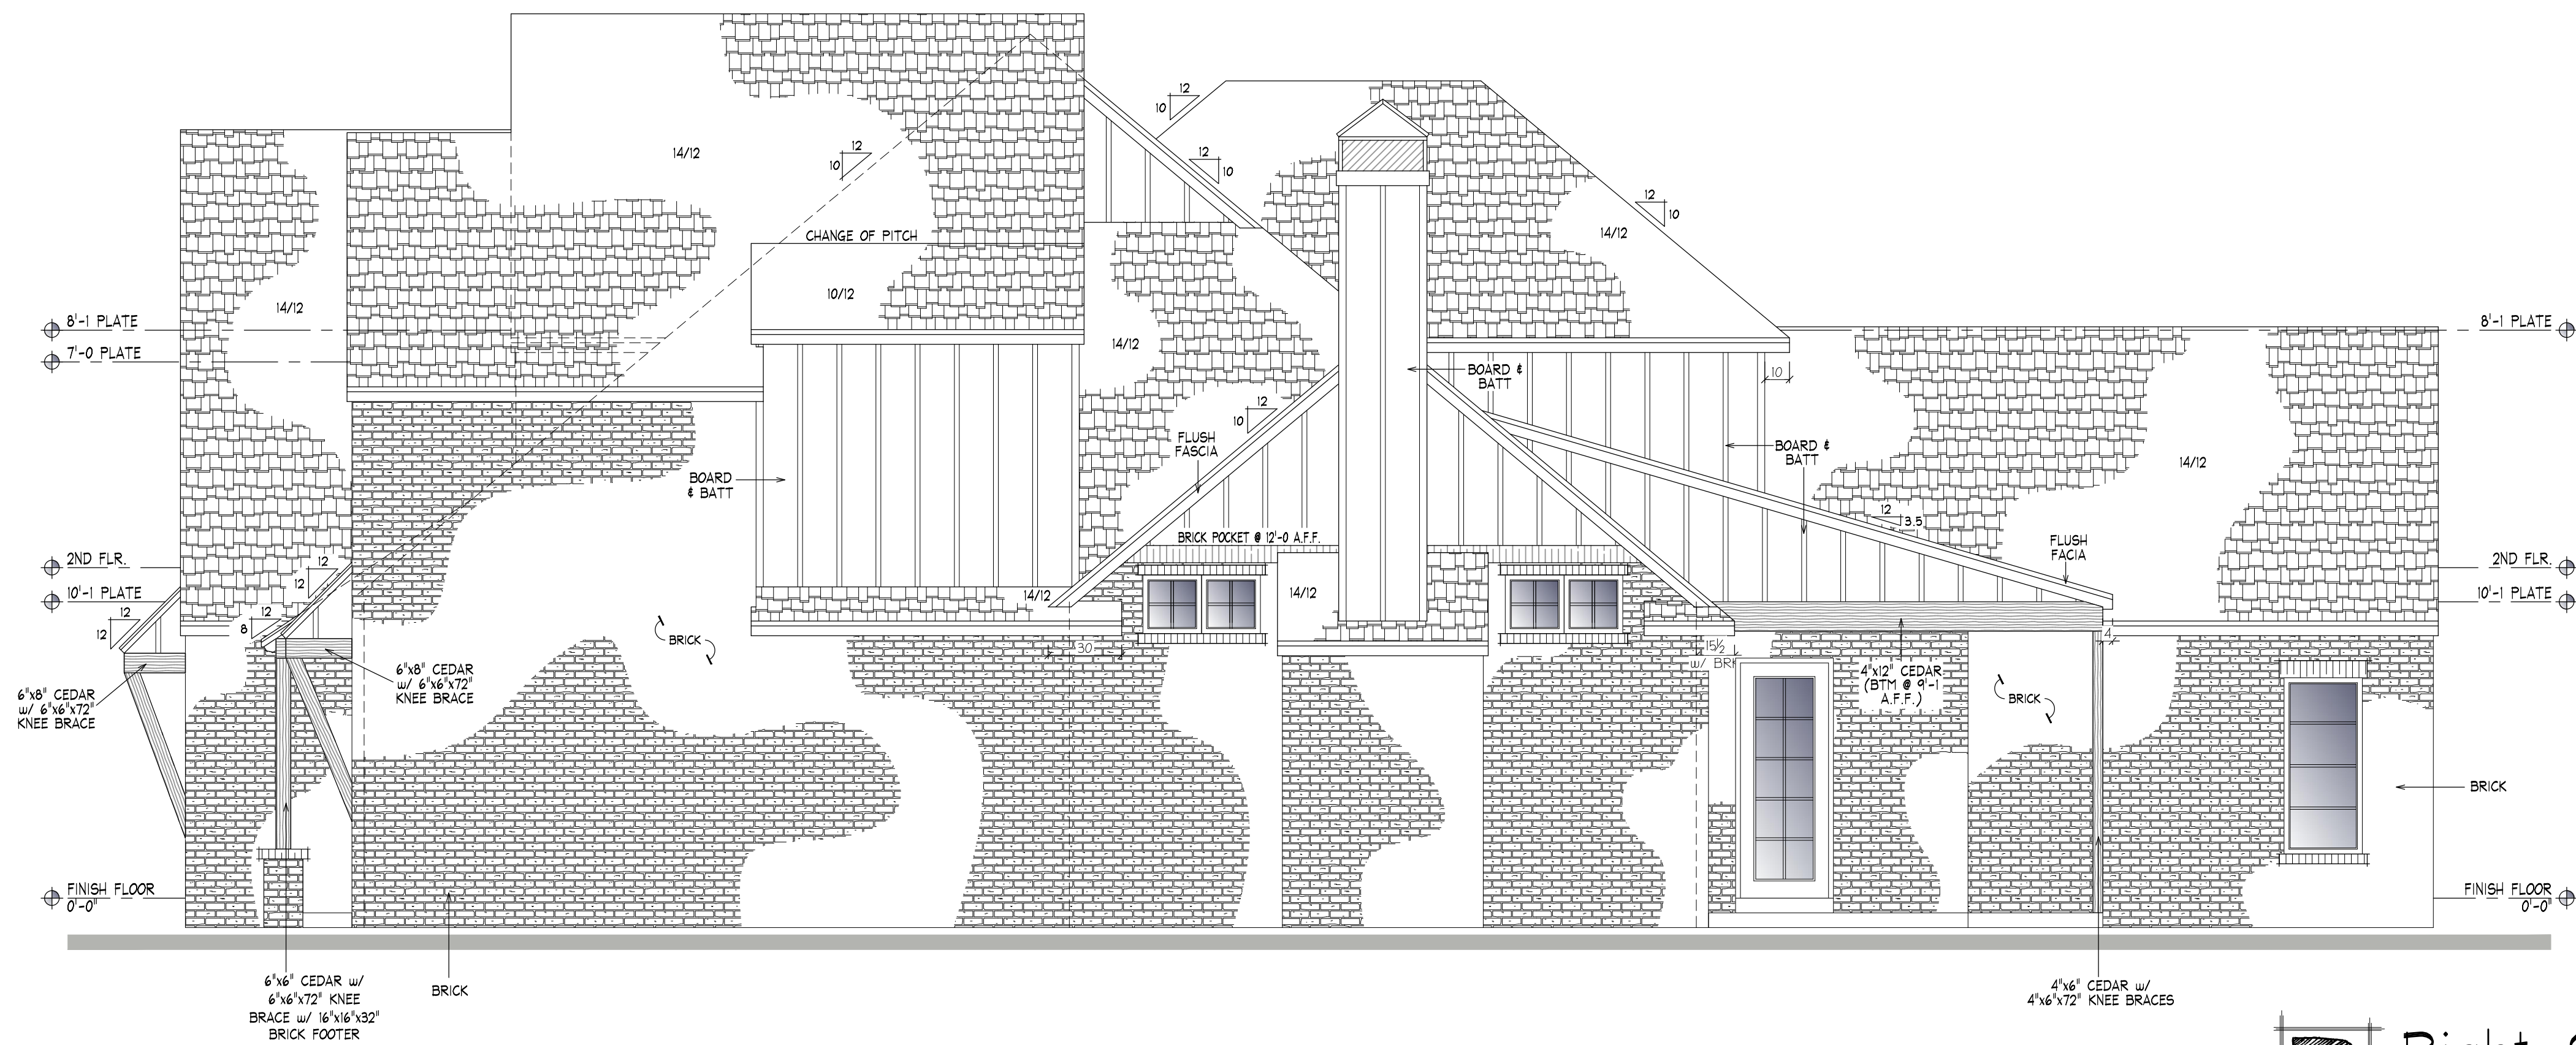 12
10
12
10
12
10
12
10
14/12
14/12
CHANGE OF PITCH
10/12
14/12
14/12
8'-1 PLATE
7'-0 PLATE
8'-1 PLATE
BOARD &
BATT
10
12
10
FLUSH
FASCIA
BOARD &
BATT
14/12
BOARD
& BATT
12
3.5
BRICK POCKET @ 12'-0 A.F.F.
FLUSH
FACIA
2ND FLR.
10'-1 PLATE
2ND FLR.
10'-1 PLATE
12
12
12
12
12
8
14/12
14/12
BRICK
30
15½
w/ BRK
4
6"x8" CEDAR
w/ 6"x6"x72"
KNEE BRACE
6"x8" CEDAR
w/ 6"x6"x72"
KNEE BRACE
4"x12" CEDAR
(BTM @ 9'-1
A.F.F.)
BRICK
BRICK
FINISH FLOOR
0'-0"
FINISH FLOOR
0'-0"
6"x6" CEDAR w/
6"x6"x72" KNEE
BRACE w/ 16"x16"x32"
BRICK FOOTER
BRICK
4"x6" CEDAR w/
4"x6"x72" KNEE BRACES
Right